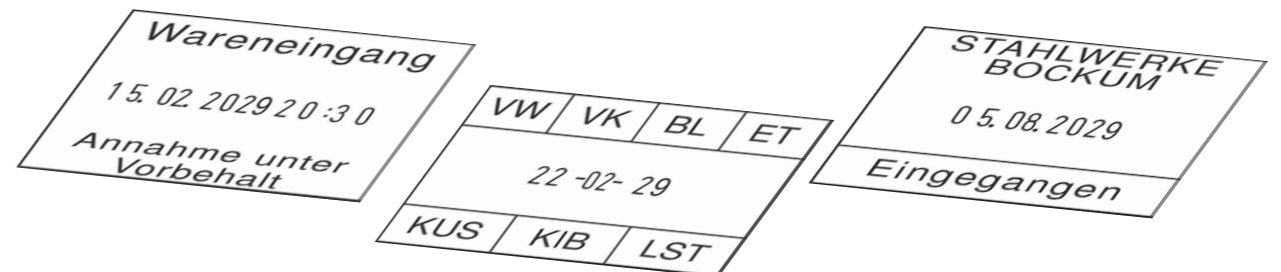 Wareneingang
15. 02. 2029 20:30
Annahme unter
Vorbehalt
VW VK BL ET
22-02-29
KUS KIB LST
STAHLWERKE
BOCKUM
05.08.2029
Eingegangen